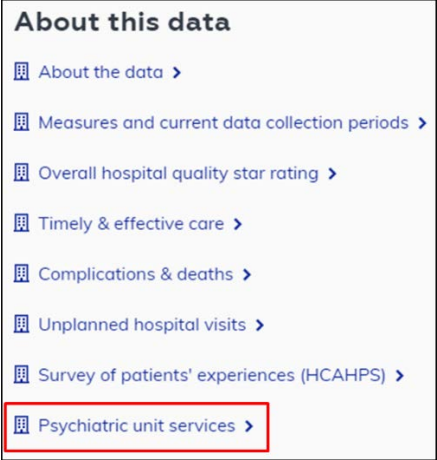 About this data
About the data
Measures and current data collection periods
Overall hospital quality star rating
Timely & effective care
Complications & deaths
Unplanned hospital visits
Survey of patients' experiences (HCAHPS)
Psychiatric unit services